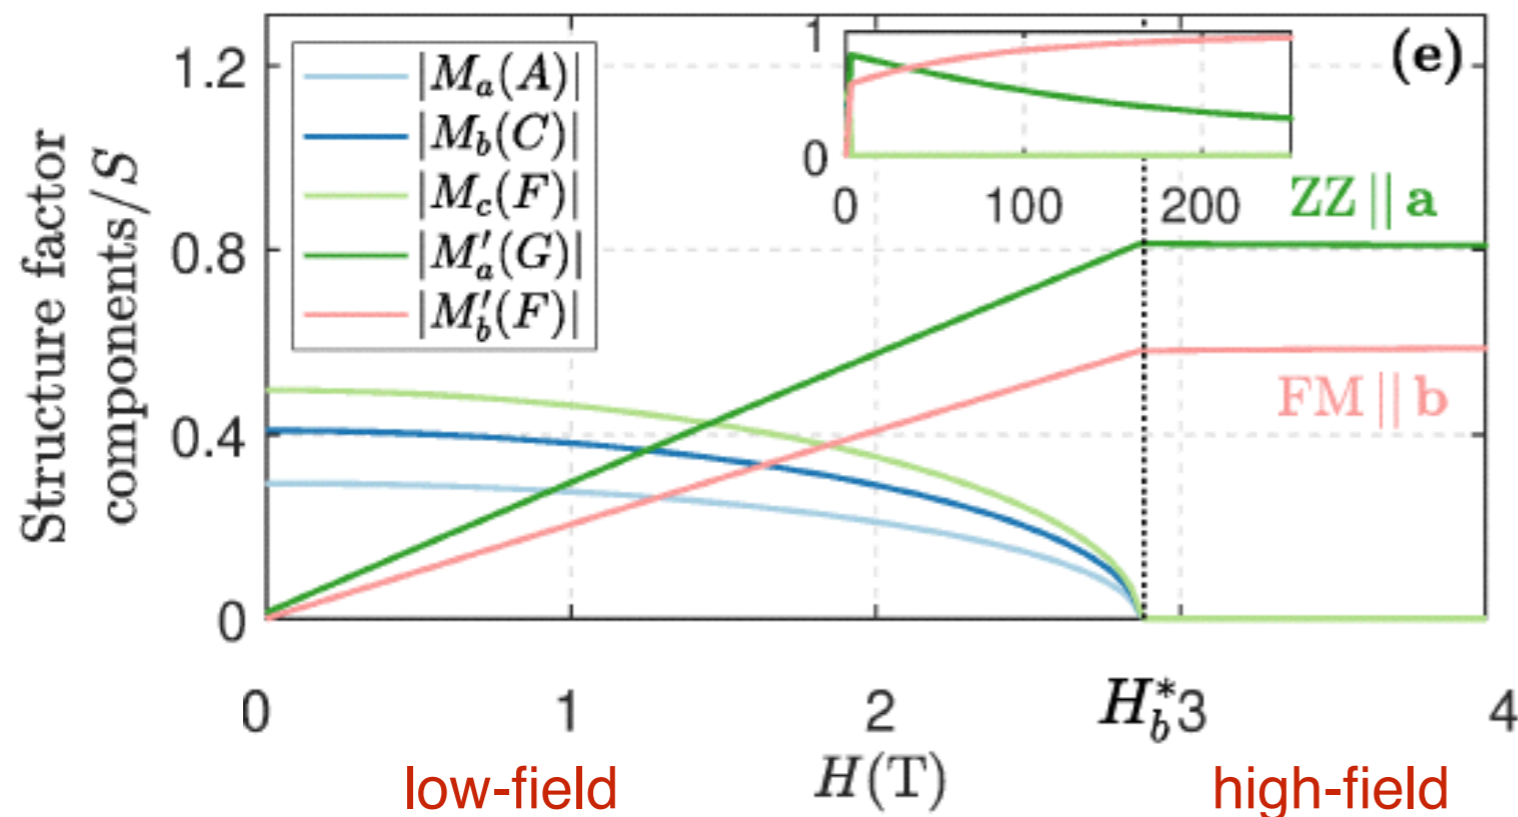 (e)
1.2
0.8
0.4
0
Structure factor
components/S
|M_a(A)|
|M_b(C)|
|M_c(F)|
|M'_a(G)|
|M'_b(F)|
1
0
0 100 200
ZZ || a
FM || b
0 1 2 H_b^* 3 4
low-field H(T) high-field